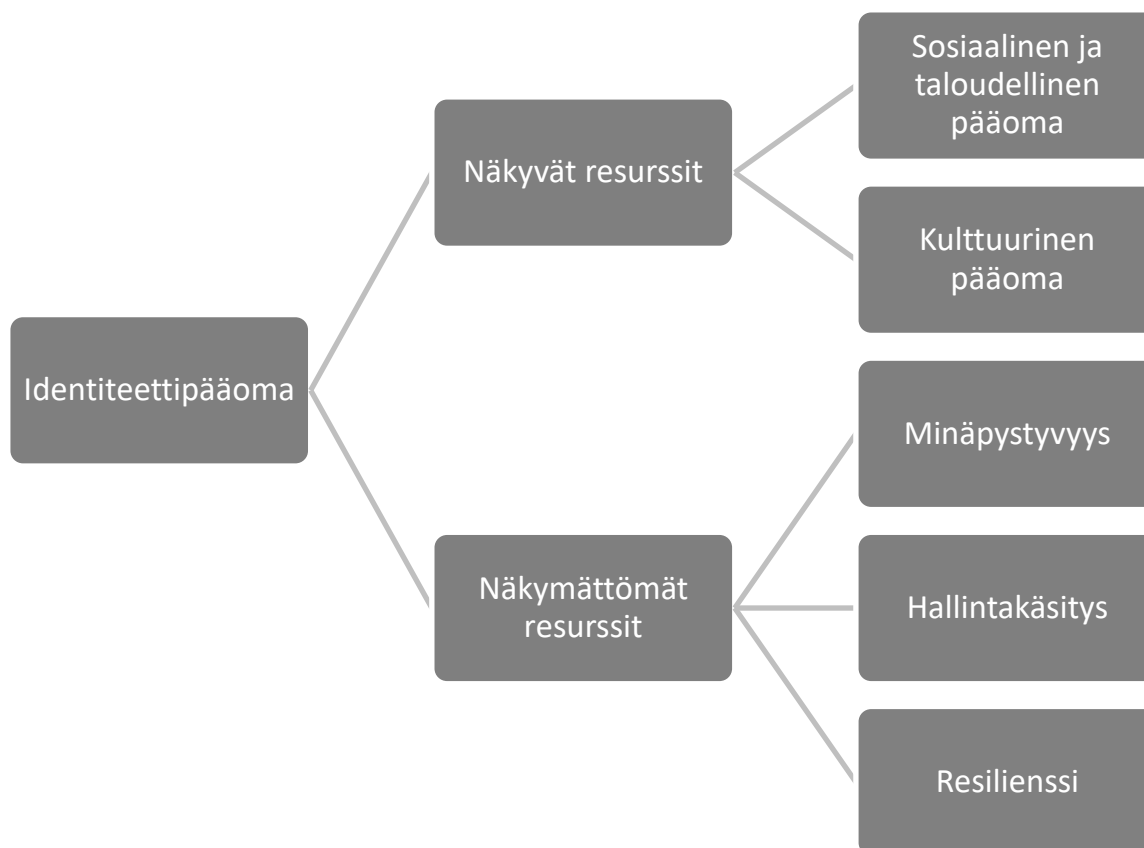 Identiteettipääoma
Näkyvät resurssit
Sosiaalinen ja
taloudellinen
pääoma
Kulttuurinen
pääoma
Näkymättömät
resurssit
Minäpystyvyys
Hallintakäsitys
Resilienssi